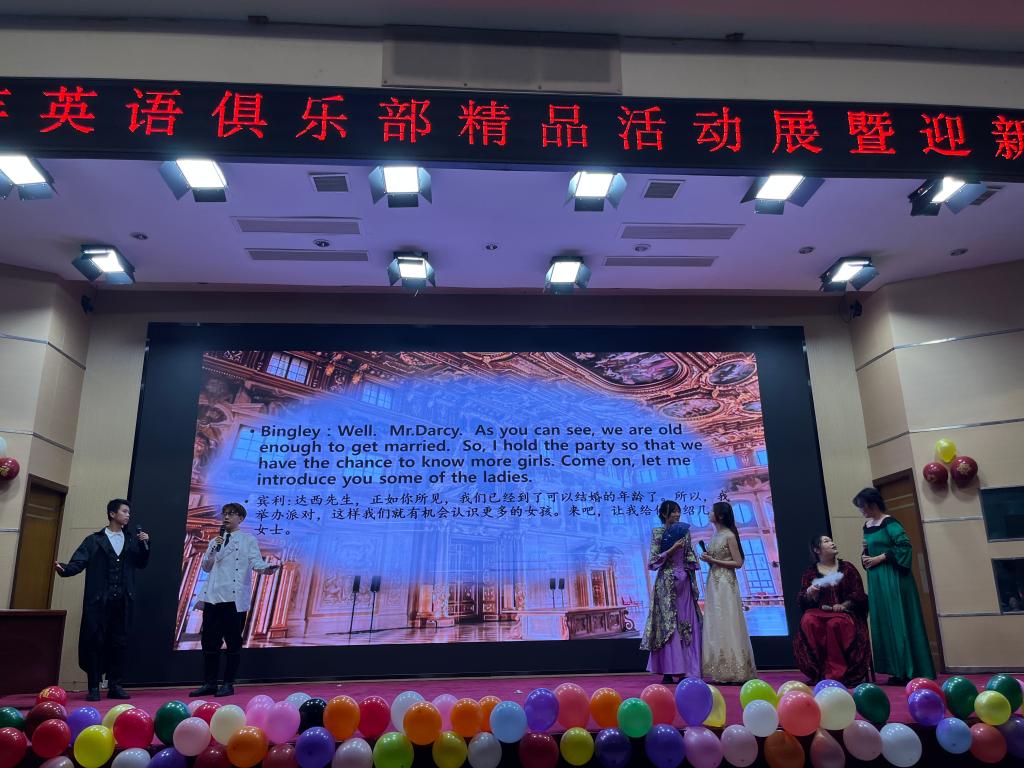 英语俱乐部精品活动展暨迎新
• Bingley : Well. Mr.Darcy. As you can see, we are old
enough to get married. So, I hold the party so that we
have the chance to know more girls. Come on, let me
introduce you some of the ladies.
• 宾利:达西先生，正如你所见，我们已经到了可以结婚的年龄了。所以，我
举办派对，这样我们就有机会认识更多的女孩。来吧，让我给你介绍几
女士。